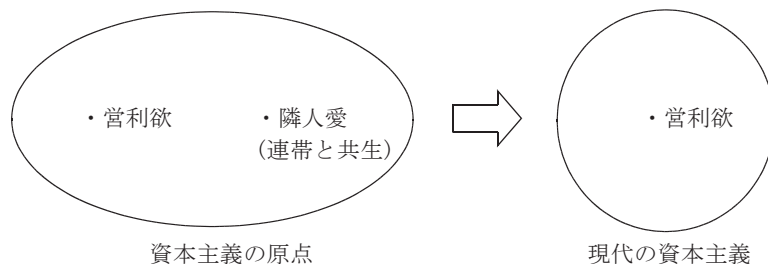 ・営利欲
・隣人愛
(連帯と共生)
資本主義の原点
・営利欲
現代の資本主義